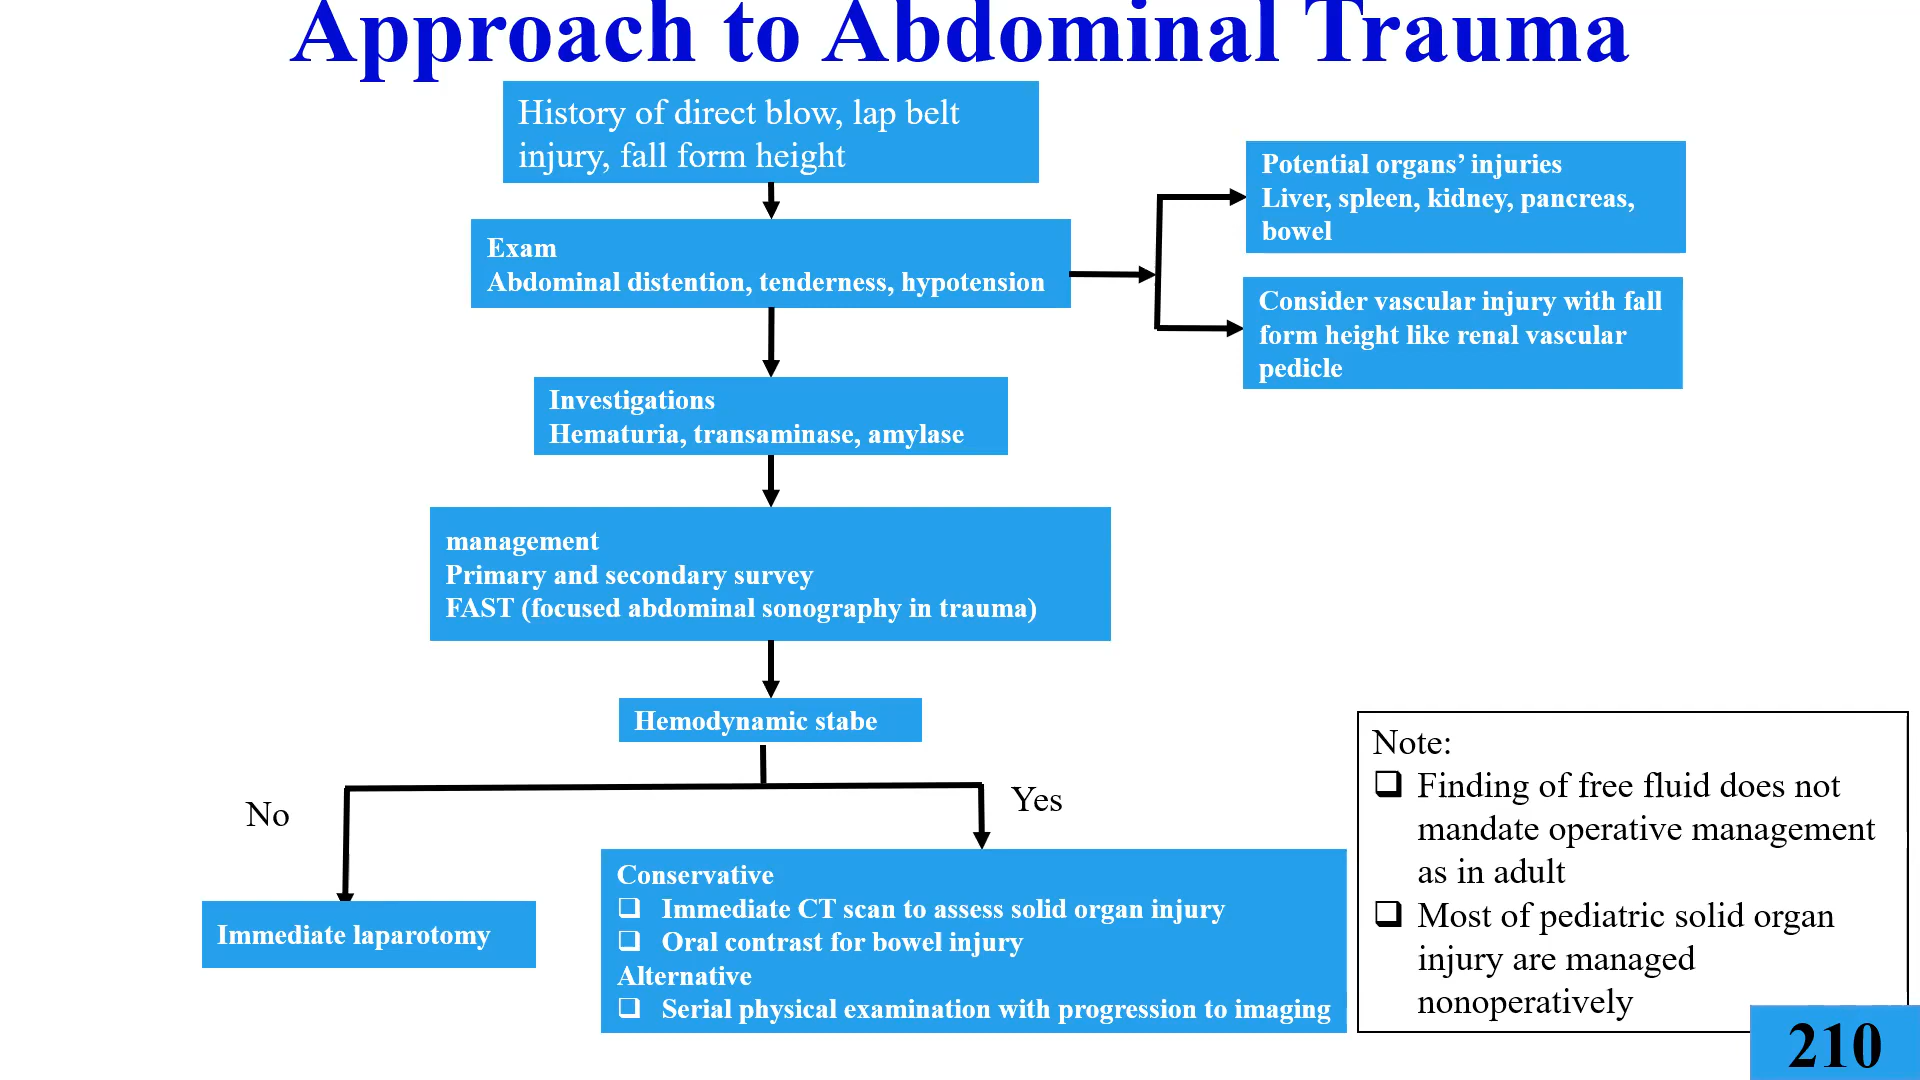 Approach to Abdominal Trauma
History of direct blow, lap belt
injury, fall form height
Exam
Abdominal distention, tenderness, hypotension
Potential organs’ injuries
Liver, spleen, kidney, pancreas,
bowel
Consider vascular injury with fall
form height like renal vascular
pedicle
Investigations
Hematuria, transaminase, amylase
management
Primary and secondary survey
FAST (focused abdominal sonography in trauma)
Hemodynamic stabe
No
Yes
Immediate laparotomy
Conservative
❑ Immediate CT scan to assess solid organ injury
❑ Oral contrast for bowel injury
Alternative
❑ Serial physical examination with progression to imaging
Note:
❑ Finding of free fluid does not
mandate operative management
as in adult
❑ Most of pediatric solid organ
injury are managed
nonoperatively
210